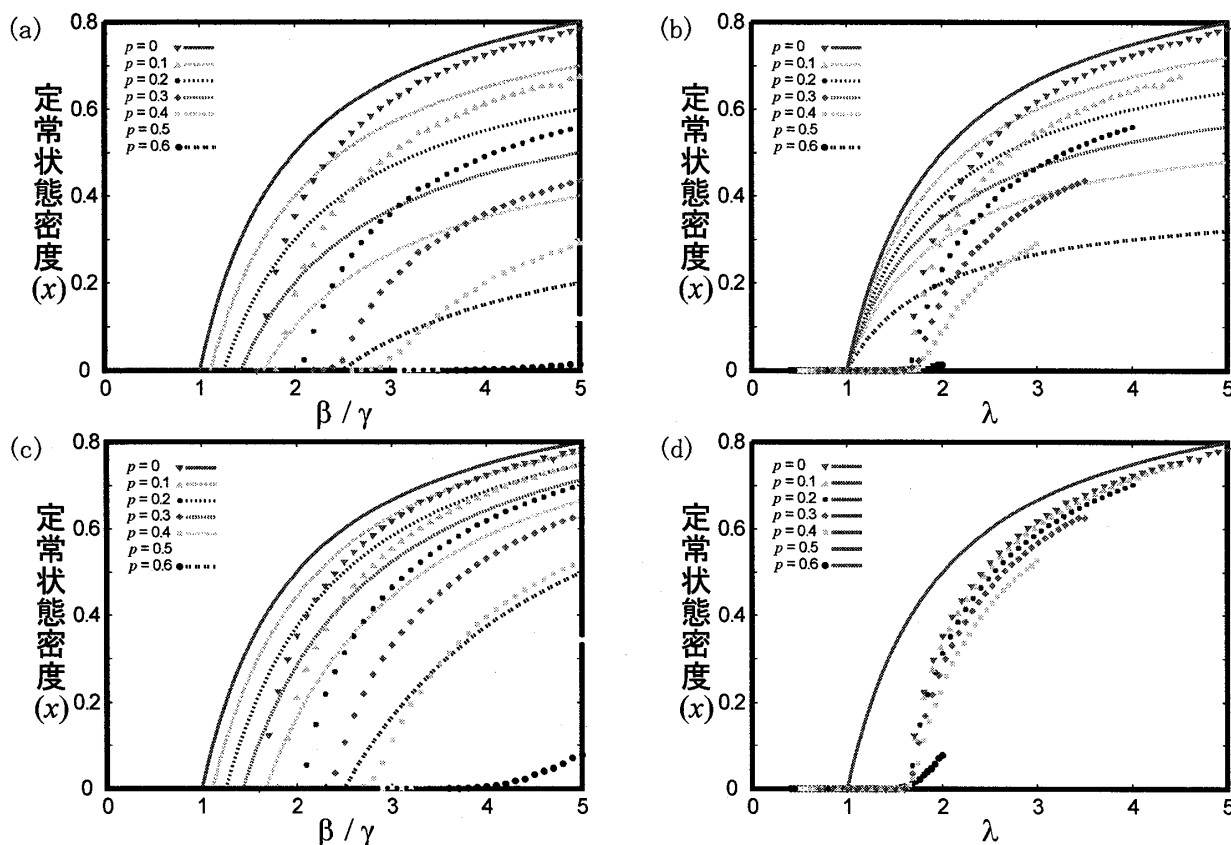 (a)
0.8
0.6
0.4
0.2
0
定常状態密度(x)
p = 0
p = 0.1
p = 0.2
p = 0.3
p = 0.4
p = 0.5
p = 0.6
0 1 2 3 4 5
β / γ
(b)
0.8
0.6
0.4
0.2
0
定常状態密度(x)
p = 0
p = 0.1
p = 0.2
p = 0.3
p = 0.4
p = 0.5
p = 0.6
0 1 2 3 4 5
λ
(c)
0.8
0.6
0.4
0.2
0
定常状態密度(x)
p = 0
p = 0.1
p = 0.2
p = 0.3
p = 0.4
p = 0.5
p = 0.6
0 1 2 3 4 5
β / γ
(d)
0.8
0.6
0.4
0.2
0
定常状態密度(x)
p = 0
p = 0.1
p = 0.2
p = 0.3
p = 0.4
p = 0.5
p = 0.6
0 1 2 3 4 5
λ